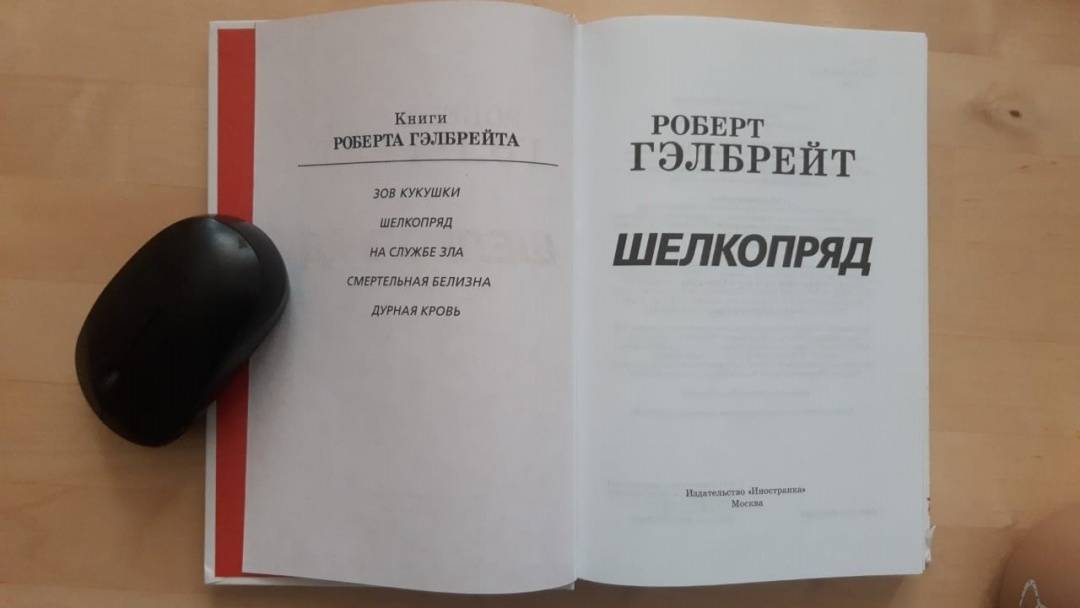 Книги
РОБЕРТА ГЭЛБРЕЙТА
ЗОВ КУКУШКИ
ШЕЛКОПРЯД
НА СЛУЖБЕ ЗЛА
СМЕРТЕЛЬНАЯ БЕЛИЗНА
ДУРНАЯ КРОВЬ
РОБЕРТ
ГЭЛБРЕЙТ
ШЕЛКОПРЯД
Издательство «Иностранка»
Москва